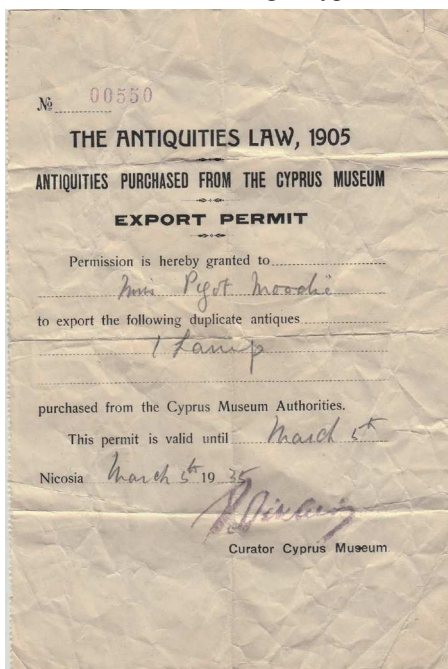 № 00550
THE ANTIQUITIES LAW, 1905
ANTIQUITIES PURCHASED FROM THE CYPRUS MUSEUM
EXPORT PERMIT
Permission is hereby granted to
Miss Pigot Moodie
to export the following duplicate antiques
1 Lamp
purchased from the Cyprus Museum Authorities.
This permit is valid until March 5th
Nicosia March 5th 1935
Curator Cyprus Museum